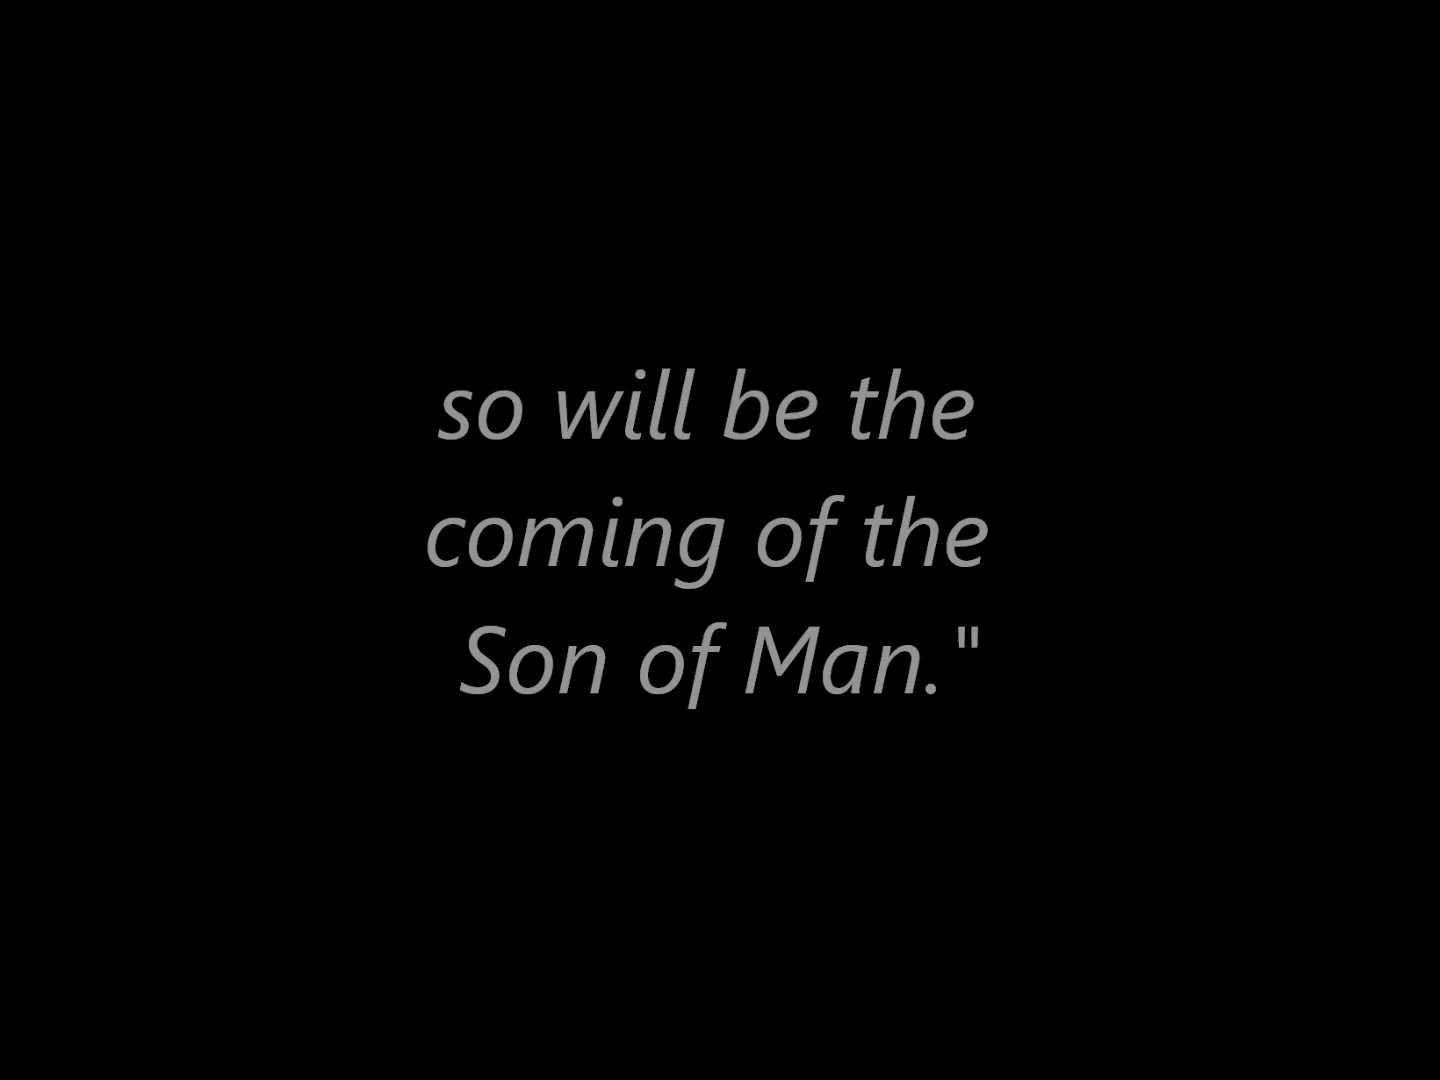 so will be the
coming of the
Son of Man."